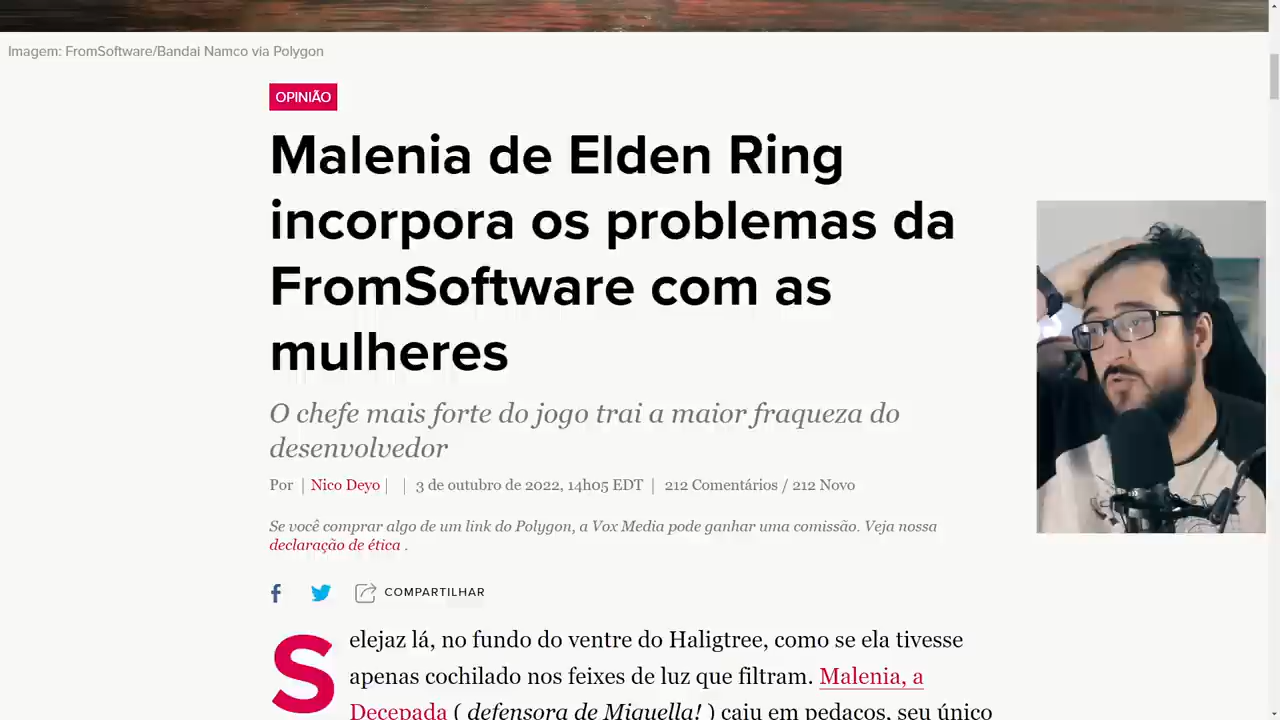 Imagem: FromSoftware/Bandai Namco via Polygon
OPINIÃO
Malenia de Elden Ring
incorpora os problemas da
FromSoftware com as
mulheres
O chefe mais forte do jogo trai a maior fraqueza do
desenvolvedor
Por | Nico Deyo | | 3 de outubro de 2022, 14h05 EDT | 212 Comentários / 212 Novo
Se você comprar algo de um link do Polygon, a Vox Media pode ganhar uma comissão. Veja nossa
declaração de ética .
COMPARTILHAR
S elejaz lá, no fundo do ventre do Haligtree, como se ela tivesse
apenas cochilado nos feixes de luz que filtram. Malenia, a
Decepada ( defensora de Miquella! ) caiu em pedaços, seu único